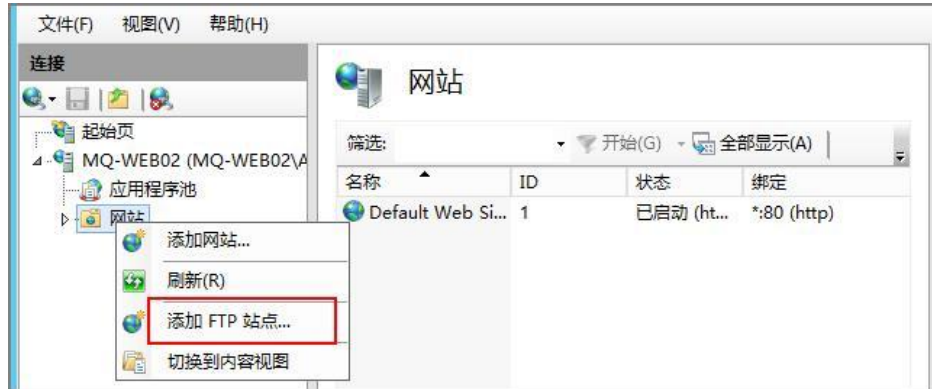 文件(F) 视图(V) 帮助(H)
连接
起始页
MQ-WEB02 (MQ-WEB02\A
应用程序池
网站
添加网站...
刷新(R)
添加 FTP 站点...
切换到内容视图
网站
筛选: 开始(G) 全部显示(A)
名称 ID 状态 绑定
Default Web Si... 1 已启动 (ht... *:80 (http)